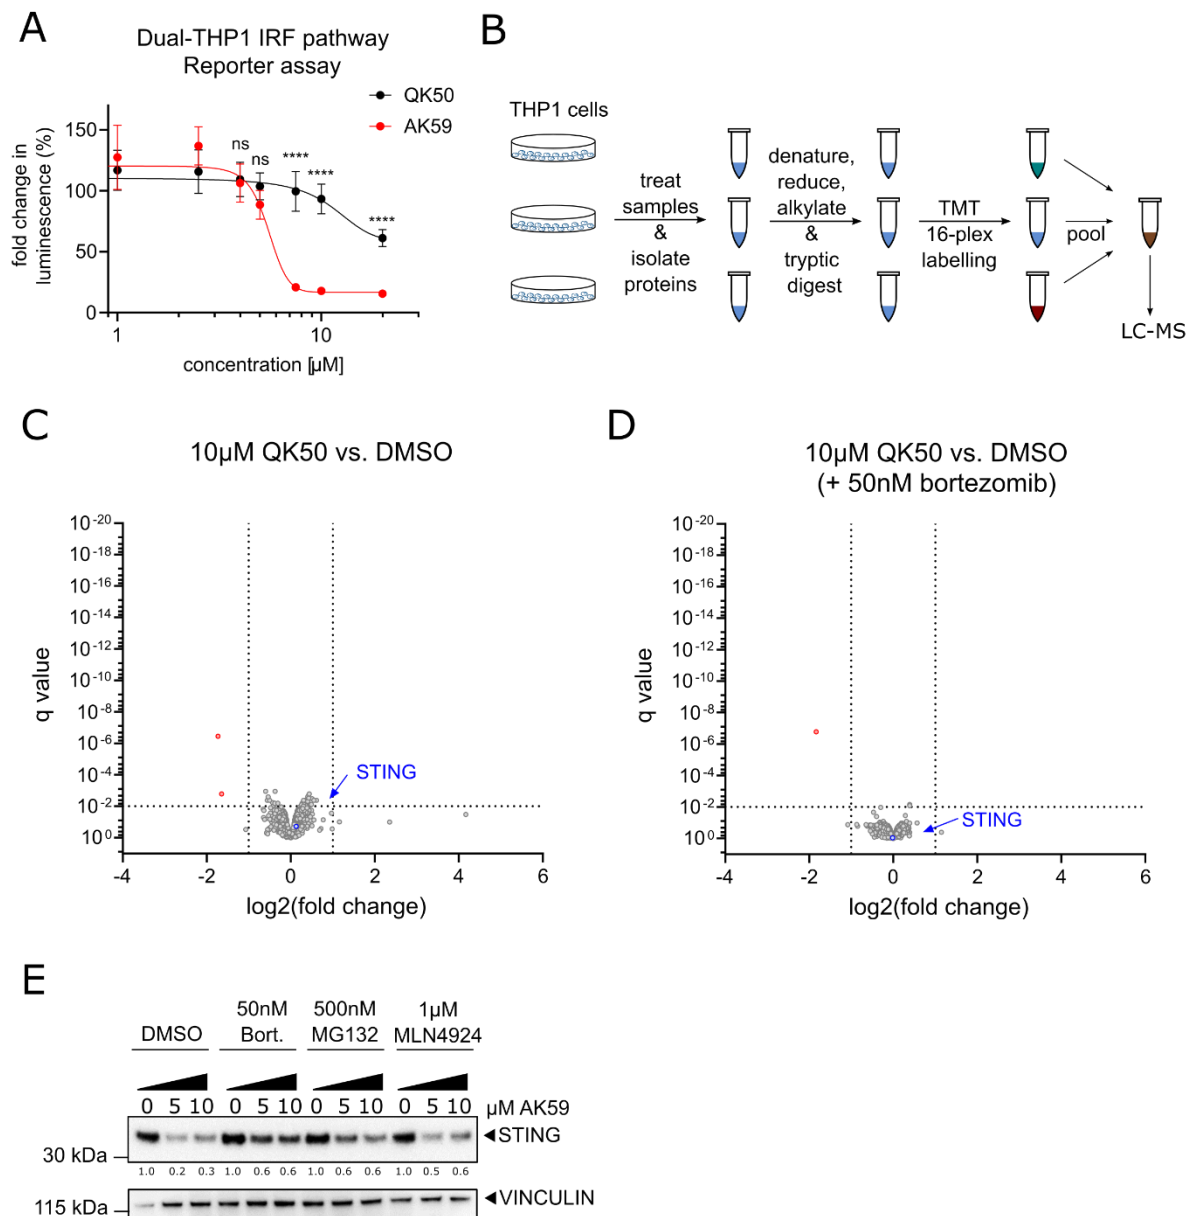 A
Dual-THP1 IRF pathway
Reporter assay
QK50
AK59
fold change in
luminescence (%)
150
100
50
0
ns
ns
****
****
****
1
10
concentration [µM]
B
THP1 cells
treat
samples
&
isolate
proteins
denature,
reduce,
alkylate
&
tryptic
digest
TMT
16-plex
labelling
pool
LC-MS
C
10µM QK50 vs. DMSO
q value
10-20
10-18
10-16
10-14
10-12
10-10
10-8
10-6
10-4
10-2
100
STING
-4 -2 0 2 4 6
log2(fold change)
D
10µM QK50 vs. DMSO
(+ 50nM bortezomib)
q value
10-20
10-18
10-16
10-14
10-12
10-10
10-8
10-6
10-4
10-2
100
STING
-4 -2 0 2 4 6
log2(fold change)
E
DMSO
50nM
Bort.
500nM
MG132
1µM
MLN4924
0 5 10 0 5 10 0 5 10 0 5 10 µM AK59
STING
30 kDa
1.0 0.2 0.3 1.0 0.6 0.6 1.0 0.6 0.6 1.0 0.5 0.6
VINCULIN
115 kDa